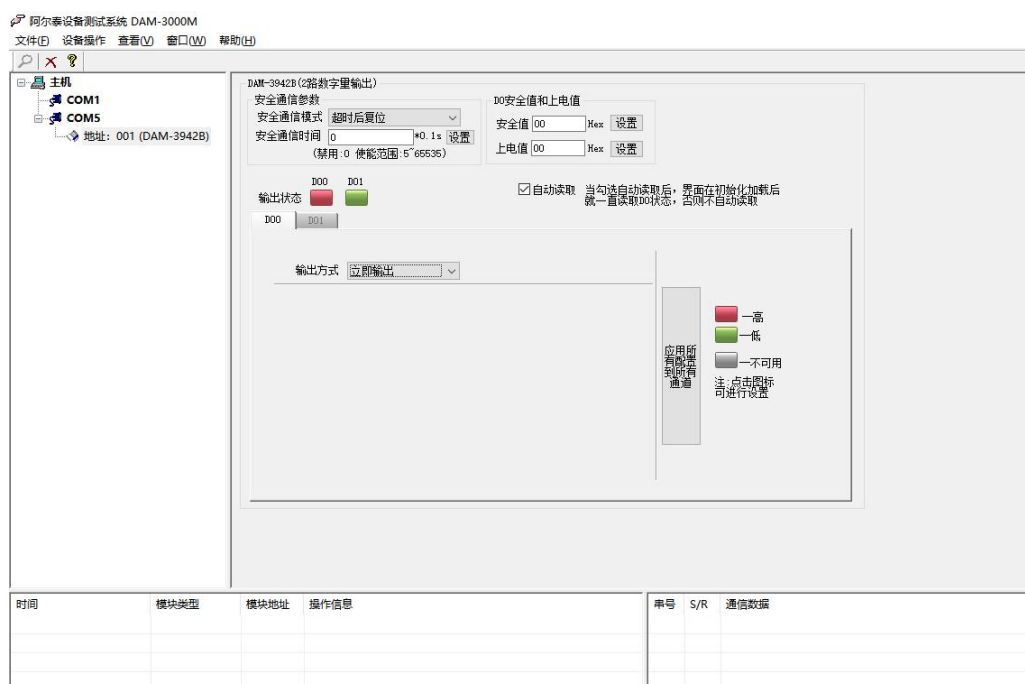 阿尔泰设备测试系统 DAM-3000M
文件(F) 设备操作 查看(V) 窗口(W) 帮助(H)
主机
COM1
COM5
地址：001 (DAM-3942B)
DAM-3942B(2路数字里输出)
安全通信参数
安全通信模式 超时后复位
安全通信时间 0 *0.1s 设置
(禁用:0 使能范围:5~65535)
DO安全值和上电值
安全值 00 Hex 设置
上电值 00 Hex 设置
DO0 DO1
输出状态
自动读取 当勾选自动读取后，界面在初始化加载后
就一直读取DO状态，否则不自动读取
DO0 DO1
输出方式 立即输出
应用所
有配置
到所有
通道
—高
—低
—不可用
注:点击图标
可进行设置
时间 模块类型 模块地址 操作信息
串号 S/R 通信数据